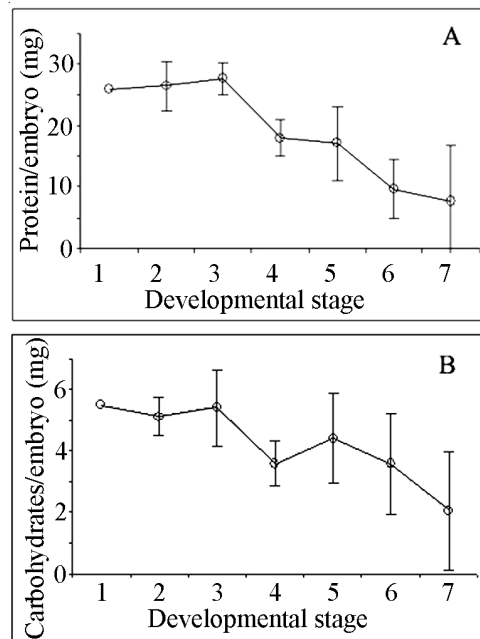 A
Protein/embryo (mg)
30
20
10
0
1 2 3 4 5 6 7
Developmental stage
B
Carbohydrates/embryo (mg)
6
4
2
0
1 2 3 4 5 6 7
Developmental stage